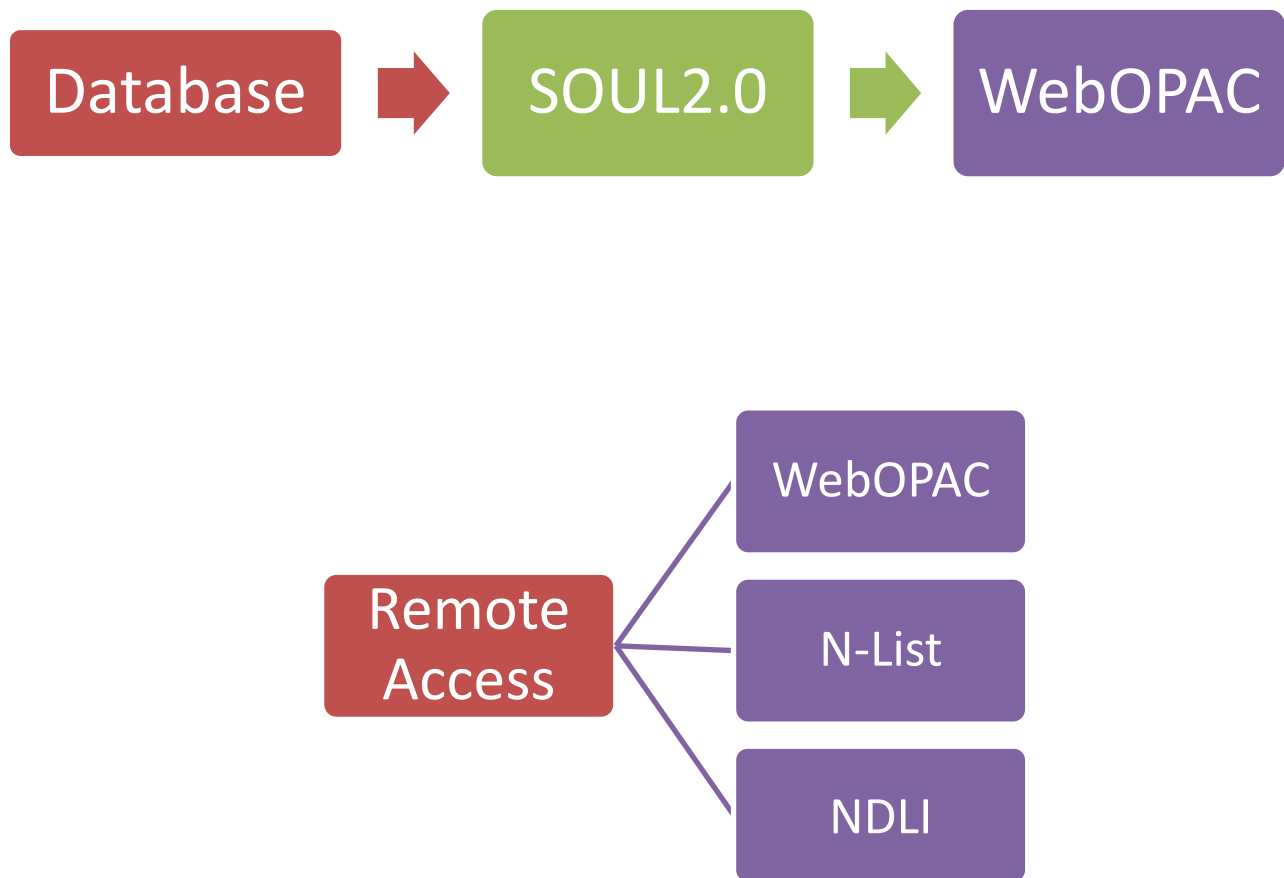 Database
SOUL2.0
WebOPAC
WebOPAC
Remote
Access
N-List
NDLI